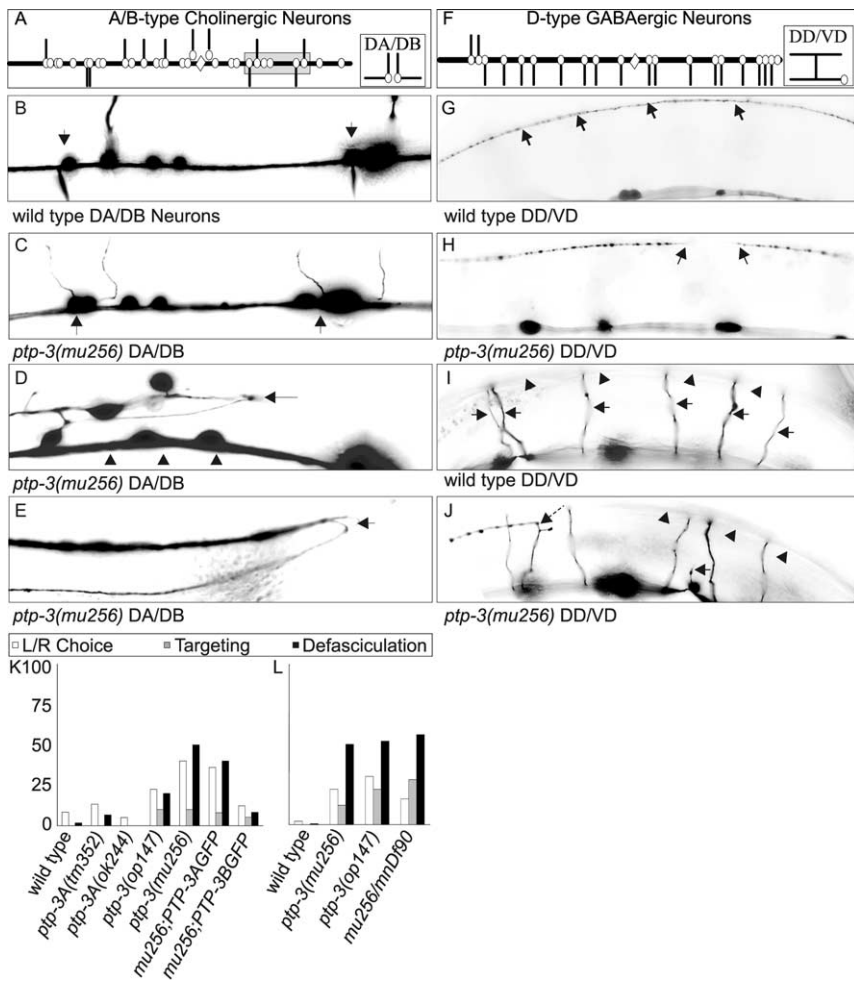 A A/B-type Cholinergic Neurons
DA/DB
B
wild type DA/DB Neurons
C
ptp-3(mu256) DA/DB
D
ptp-3(mu256) DA/DB
E
ptp-3(mu256) DA/DB
F D-type GABAergic Neurons
DD/VD
G
wild type DD/VD
H
ptp-3(mu256) DD/VD
I
wild type DD/VD
J
ptp-3(mu256) DD/VD
L/R Choice Targeting Defasciculation
K100
75
50
25
0
wild type
ptp-3A(tm352)
ptp-3A(ok244)
ptp-3(op147)
ptp-3(mu256)
mu256;PTP-3AGFP
mu256;PTP-3BGFP
L
wild type
ptp-3(mu256)
ptp-3(op147)
mu256/mnDf90